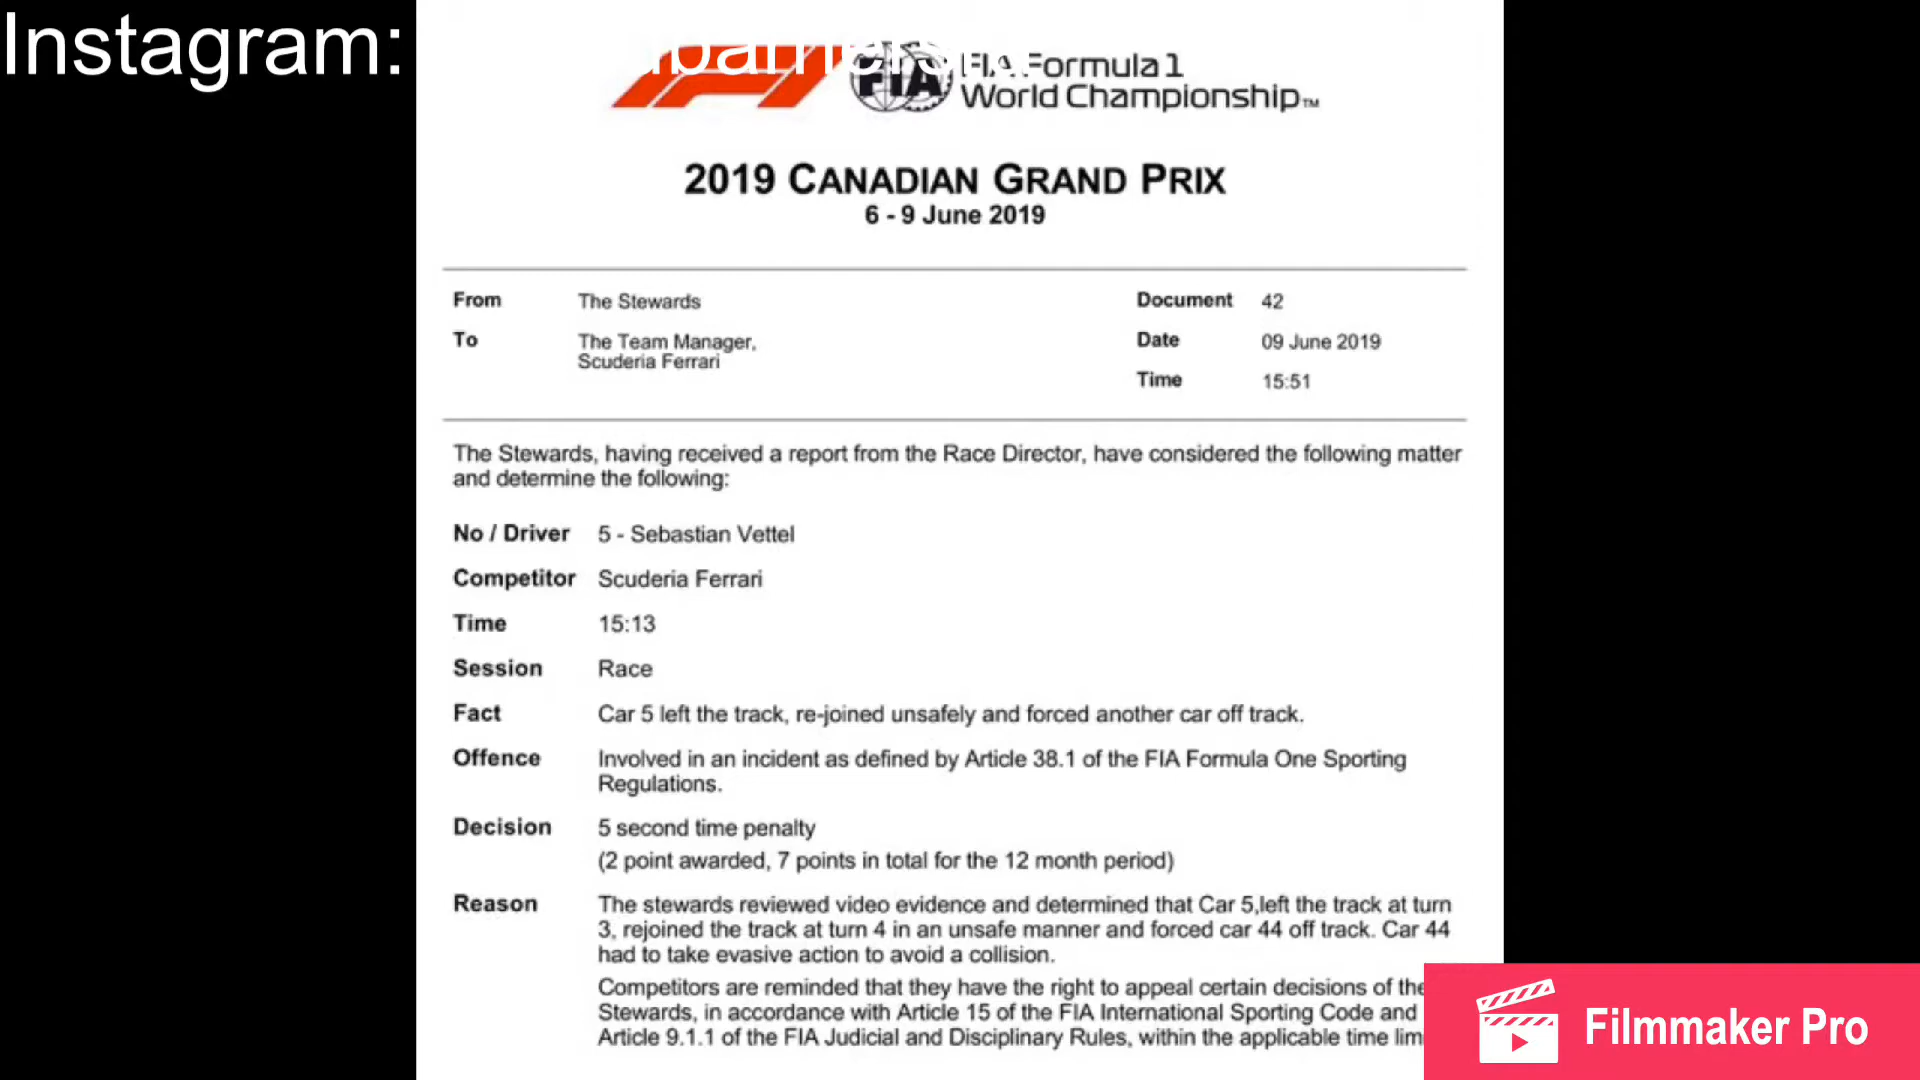 Instagram:
FIA Formula 1
FIA
World Championship™
2019 CANADIAN GRAND PRIX
6 - 9 June 2019
From The Stewards Document 42
To The Team Manager, Date 09 June 2019
Scuderia Ferrari
Time 15:51
The Stewards, having received a report from the Race Director, have considered the following matter
and determine the following:
No / Driver 5 - Sebastian Vettel
Competitor Scuderia Ferrari
Time 15:13
Session Race
Fact Car 5 left the track, re-joined unsafely and forced another car off track.
Offence Involved in an incident as defined by Article 38.1 of the FIA Formula One Sporting
Regulations.
Decision 5 second time penalty
(2 point awarded, 7 points in total for the 12 month period)
Reason The stewards reviewed video evidence and determined that Car 5,left the track at turn
3, rejoined the track at turn 4 in an unsafe manner and forced car 44 off track. Car 44
had to take evasive action to avoid a collision.
Competitors are reminded that they have the right to appeal certain decisions of the
Stewards, in accordance with Article 15 of the FIA International Sporting Code and
Article 9.1.1 of the FIA Judicial and Disciplinary Rules, within the applicable time lim
Filmmaker Pro